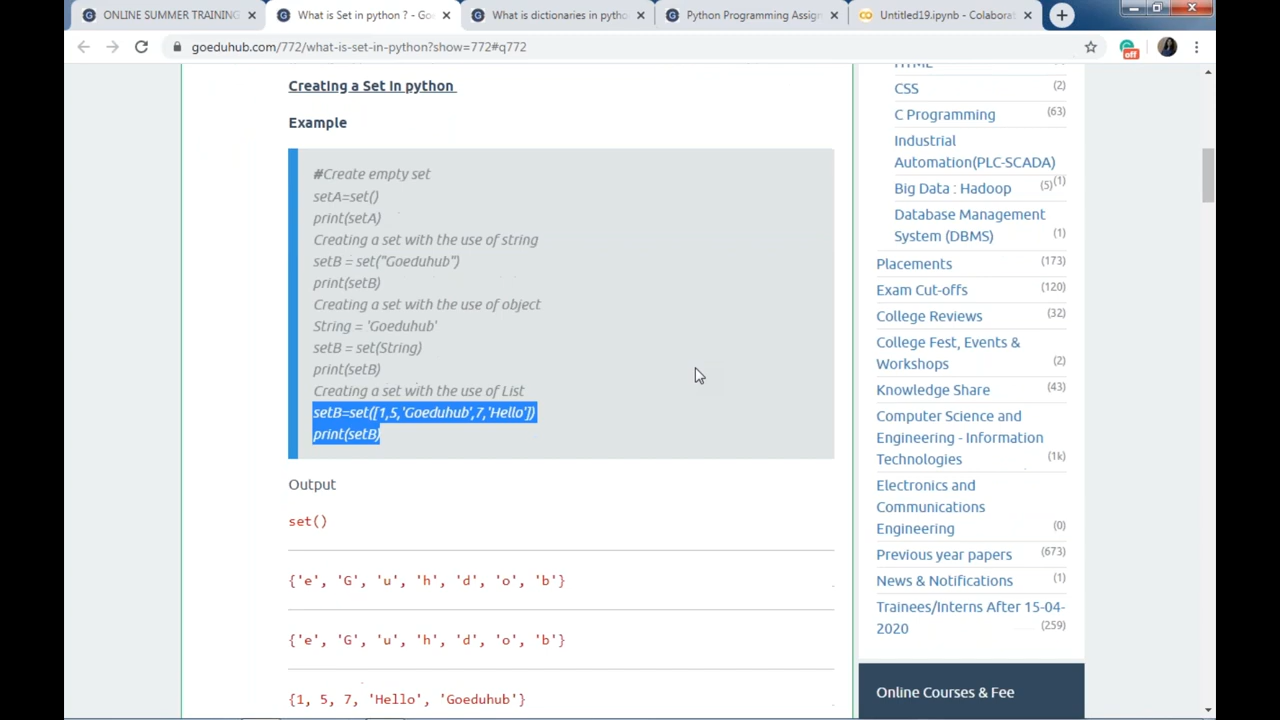 ONLINE SUMMER TRAINING
What is Set in python ? - Go
What is dictionaries in pytho
Python Programming Assign
Untitled19.ipynb - Colaborat
goeduhub.com/772/what-is-set-in-python?show=772#q772
off
Creating a Set in python
Example
#Create empty set
setA=set()
print(setA)
Creating a set with the use of string
setB = set("Goeduhub")
print(setB)
Creating a set with the use of object
String = 'Goeduhub'
setB = set(String)
print(setB)
Creating a set with the use of List
setB=set([1,5,'Goeduhub',7,'Hello'])
print(setB)
Output
set()
{'e', 'G', 'u', 'h', 'd', 'o', 'b'}
{'e', 'G', 'u', 'h', 'd', 'o', 'b'}
{1, 5, 7, 'Hello', 'Goeduhub'}
HTML
CSS (2)
C Programming (63)
Industrial
Automation(PLC-SCADA) (1)
Big Data : Hadoop (5)
Database Management
System (DBMS) (1)
Placements (173)
Exam Cut-offs (120)
College Reviews (32)
College Fest, Events &
Workshops (2)
Knowledge Share (43)
Computer Science and
Engineering - Information
Technologies (1k)
Electronics and
Communications
Engineering (0)
Previous year papers (673)
News & Notifications (1)
Trainees/Interns After 15-04-
2020 (259)
Online Courses & Fee